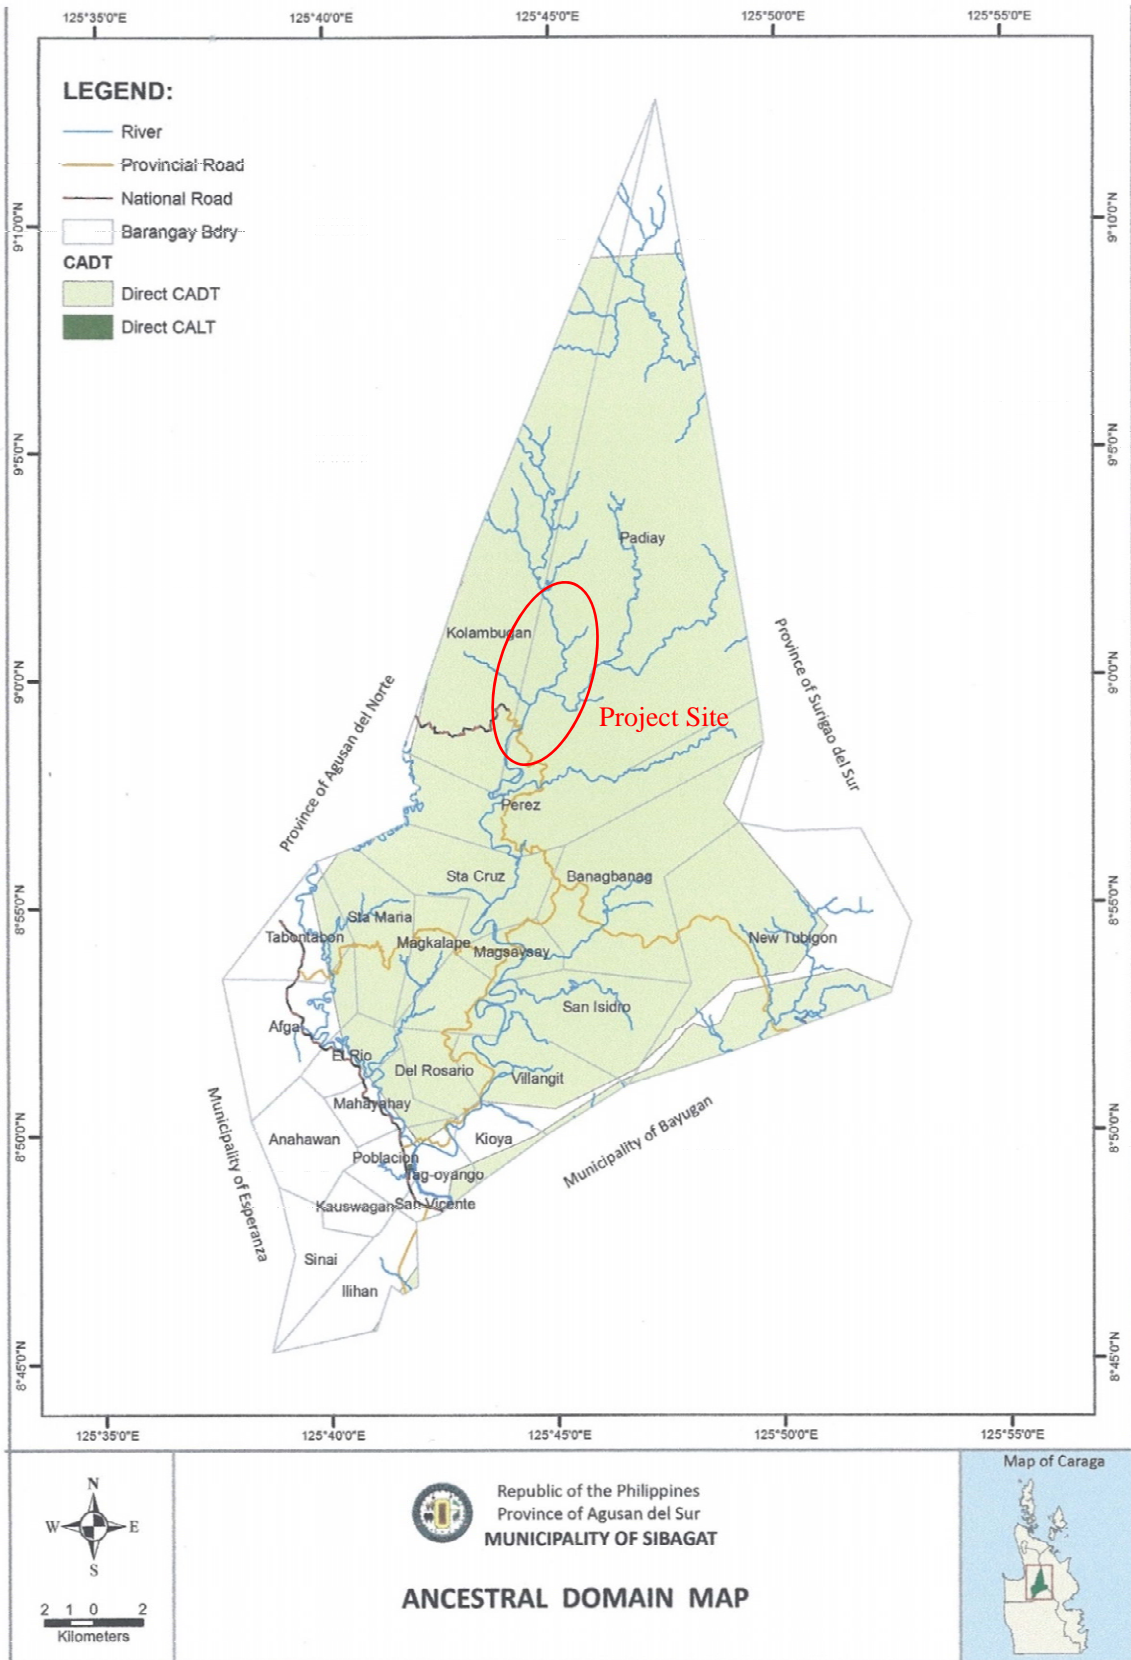 125°35'0"E 125°40'0"E 125°45'0"E 125°50'0"E 125°55'0"E
LEGEND:
River
Provincial Road
National Road
Barangay Bdry
CADT
Direct CADT
Direct CALT
9°10'0"N
9°10'0"N
9°5'0"N
9°5'0"N
Padiay
Kolambugan
9°0'0"N
9°0'0"N
Project Site
Province of Agusan del Norte
Province of Surigao del Sur
Perez
Sta Cruz
Banagbanag
8°55'0"N
8°55'0"N
Sta Maria
Tabontabon
Magkalape
Magsaysay
New Tubigon
San Isidro
Afga
El Rio
Del Rosario
Villangit
Mahayahay
Anahawan
Kioya
8°50'0"N
8°50'0"N
Municipality of Bayugan
Municipality of Esperanza
Poblacion
Tag-oyango
Kauswagan
San Vicente
Sinai
Ilihan
8°45'0"N
8°45'0"N
125°35'0"E 125°40'0"E 125°45'0"E 125°50'0"E 125°55'0"E
N
W E
S
2 1 0 2
Kilometers
Republic of the Philippines
Province of Agusan del Sur
MUNICIPALITY OF SIBAGAT
ANCESTRAL DOMAIN MAP
Map of Caraga